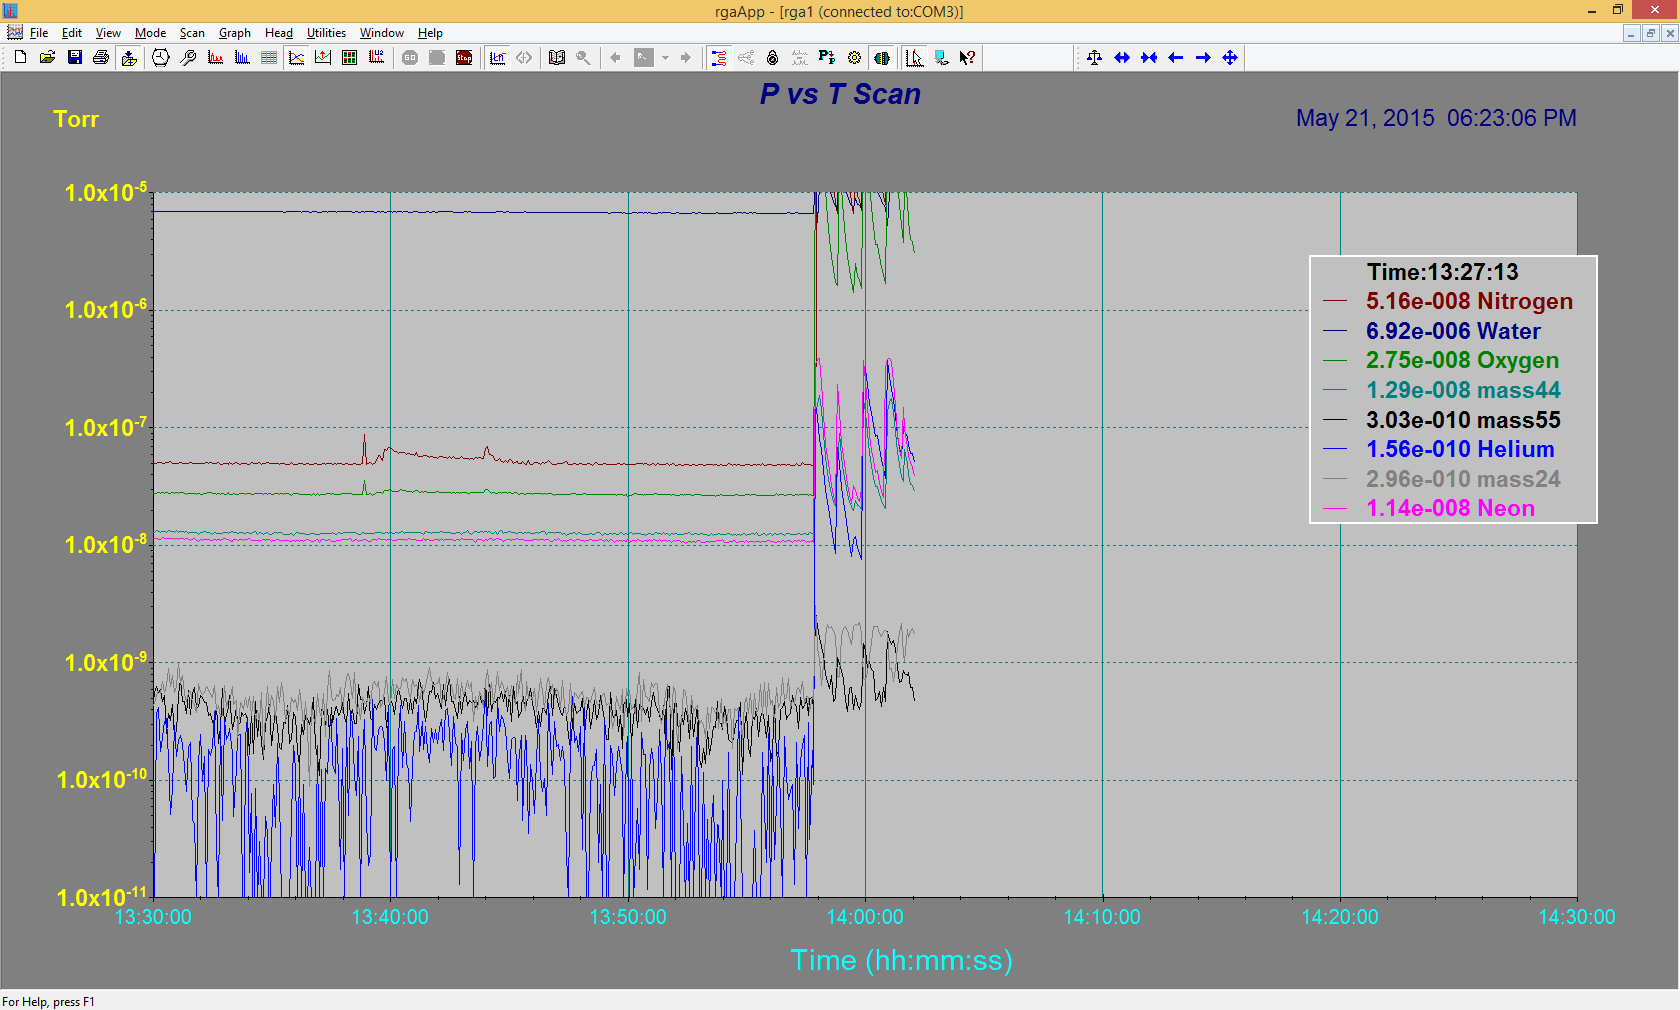 rgaApp - [rga1 (connected to:COM3)]
File Edit View Mode Scan Graph Head Utilities Window Help
GO Stop
P vs T Scan
Torr
May 21, 2015 06:23:06 PM
1.0x10-5
1.0x10-6
1.0x10-7
1.0x10-8
1.0x10-9
1.0x10-10
1.0x10-11
Time:13:27:13
5.16e-008 Nitrogen
6.92e-006 Water
2.75e-008 Oxygen
1.29e-008 mass44
3.03e-010 mass55
1.56e-010 Helium
2.96e-010 mass24
1.14e-008 Neon
13:30:00 13:40:00 13:50:00 14:00:00 14:10:00 14:20:00 14:30:00
Time (hh:mm:ss)
For Help, press F1